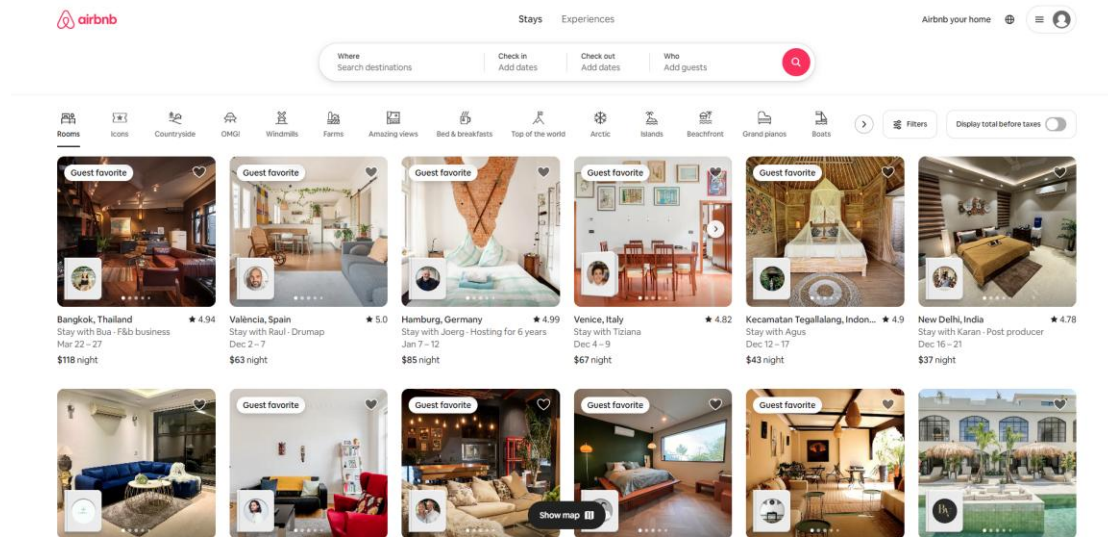 airbnb
Stays
Experiences
Airbnb your home
Where
Search destinations
Check in
Add dates
Check out
Add dates
Who
Add guests
Rooms
Icons
Countryside
OMG!
Windmills
Farms
Amazing views
Bed & breakfasts
Top of the world
Arctic
Islands
Beachfront
Grand pianos
Boats
Filters
Display total before taxes
Guest favorite
Guest favorite
Guest favorite
Guest favorite
Guest favorite
Bangkok, Thailand ★ 4.94
Stay with Bua · F&b business
Mar 22 – 27
$118 night
València, Spain ★ 5.0
Stay with Raul · Drumap
Dec 2 – 7
$63 night
Hamburg, Germany ★ 4.99
Stay with Joerg · Hosting for 6 years
Jan 7 – 12
$85 night
Venice, Italy ★ 4.82
Stay with Tiziana
Dec 4 – 9
$67 night
Kecamatan Tegallalang, Indon... ★ 4.9
Stay with Agus
Dec 12 – 17
$43 night
New Delhi, India ★ 4.78
Stay with Karan · Post producer
Dec 16 – 21
$37 night
Guest favorite
Guest favorite
Guest favorite
Guest favorite
Show map